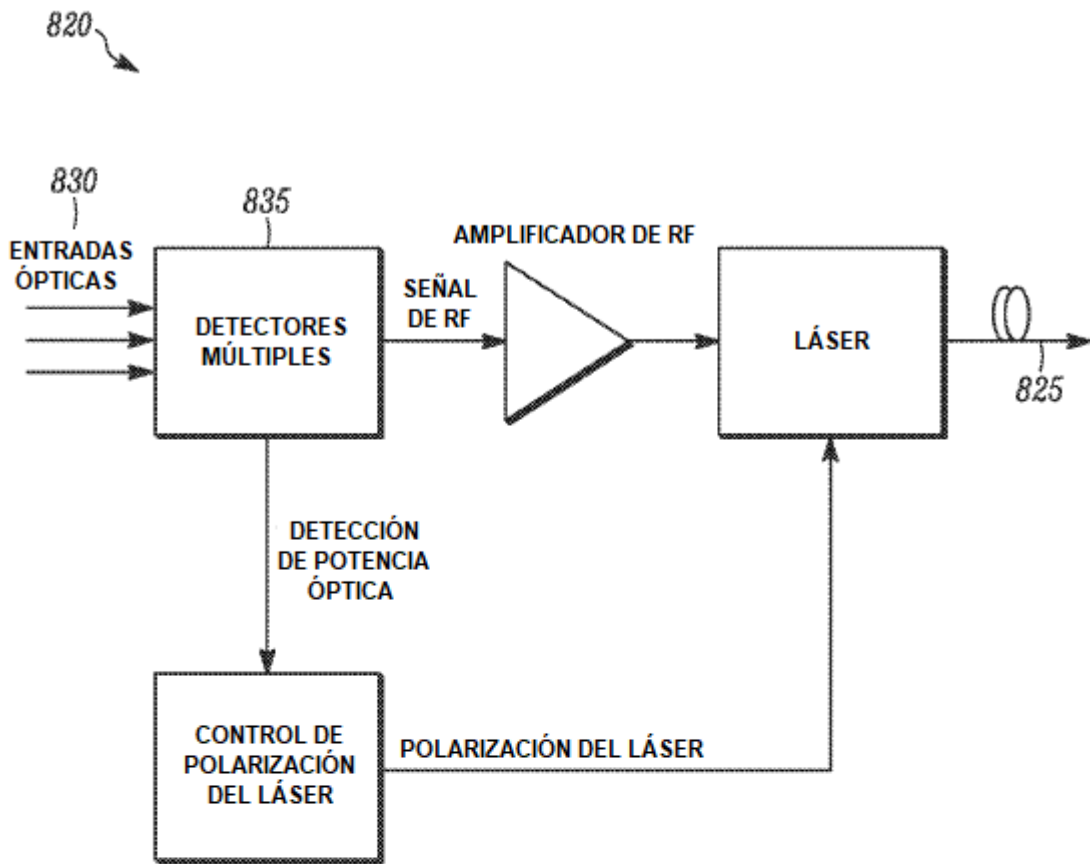 820
830
ENTRADAS
ÓPTICAS
835
DETECTORES
MÚLTIPLES
SEÑAL
DE RF
AMPLIFICADOR DE RF
LÁSER
825
DETECCIÓN
DE POTENCIA
ÓPTICA
CONTROL DE
POLARIZACIÓN
DEL LÁSER
POLARIZACIÓN DEL LÁSER